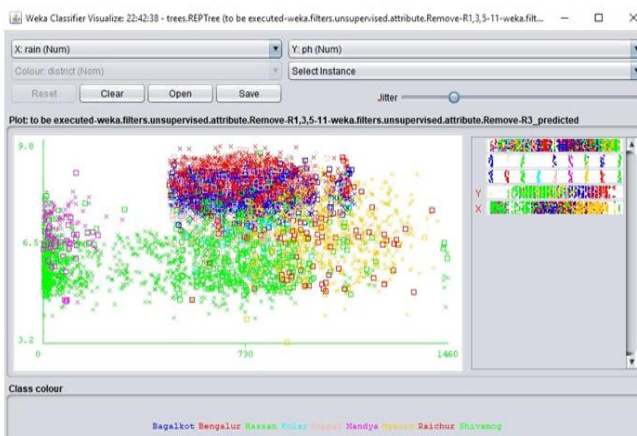 Weka Classifier Visualize: 22:42:38 - trees.REPTree (to be executed-weka.filters.unsupervised.attribute.Remove-R1,3,5-11-weka.filt...
X: rain (Num) Y: ph (Num)
Colour: district (Nom) Select Instance
Reset Clear Open Save Jitter
Plot: to be executed-weka.filters.unsupervised.attribute.Remove-R1,3,5-11-weka.filters.unsupervised.attribute.Remove-R3_predicted
9.8
6.5
3.2
0 730 1460
Y
X
Class colour
Bagalkot Bengalur Hassan Kolar Koppal Mandya Mysuru Raichur Shivamog